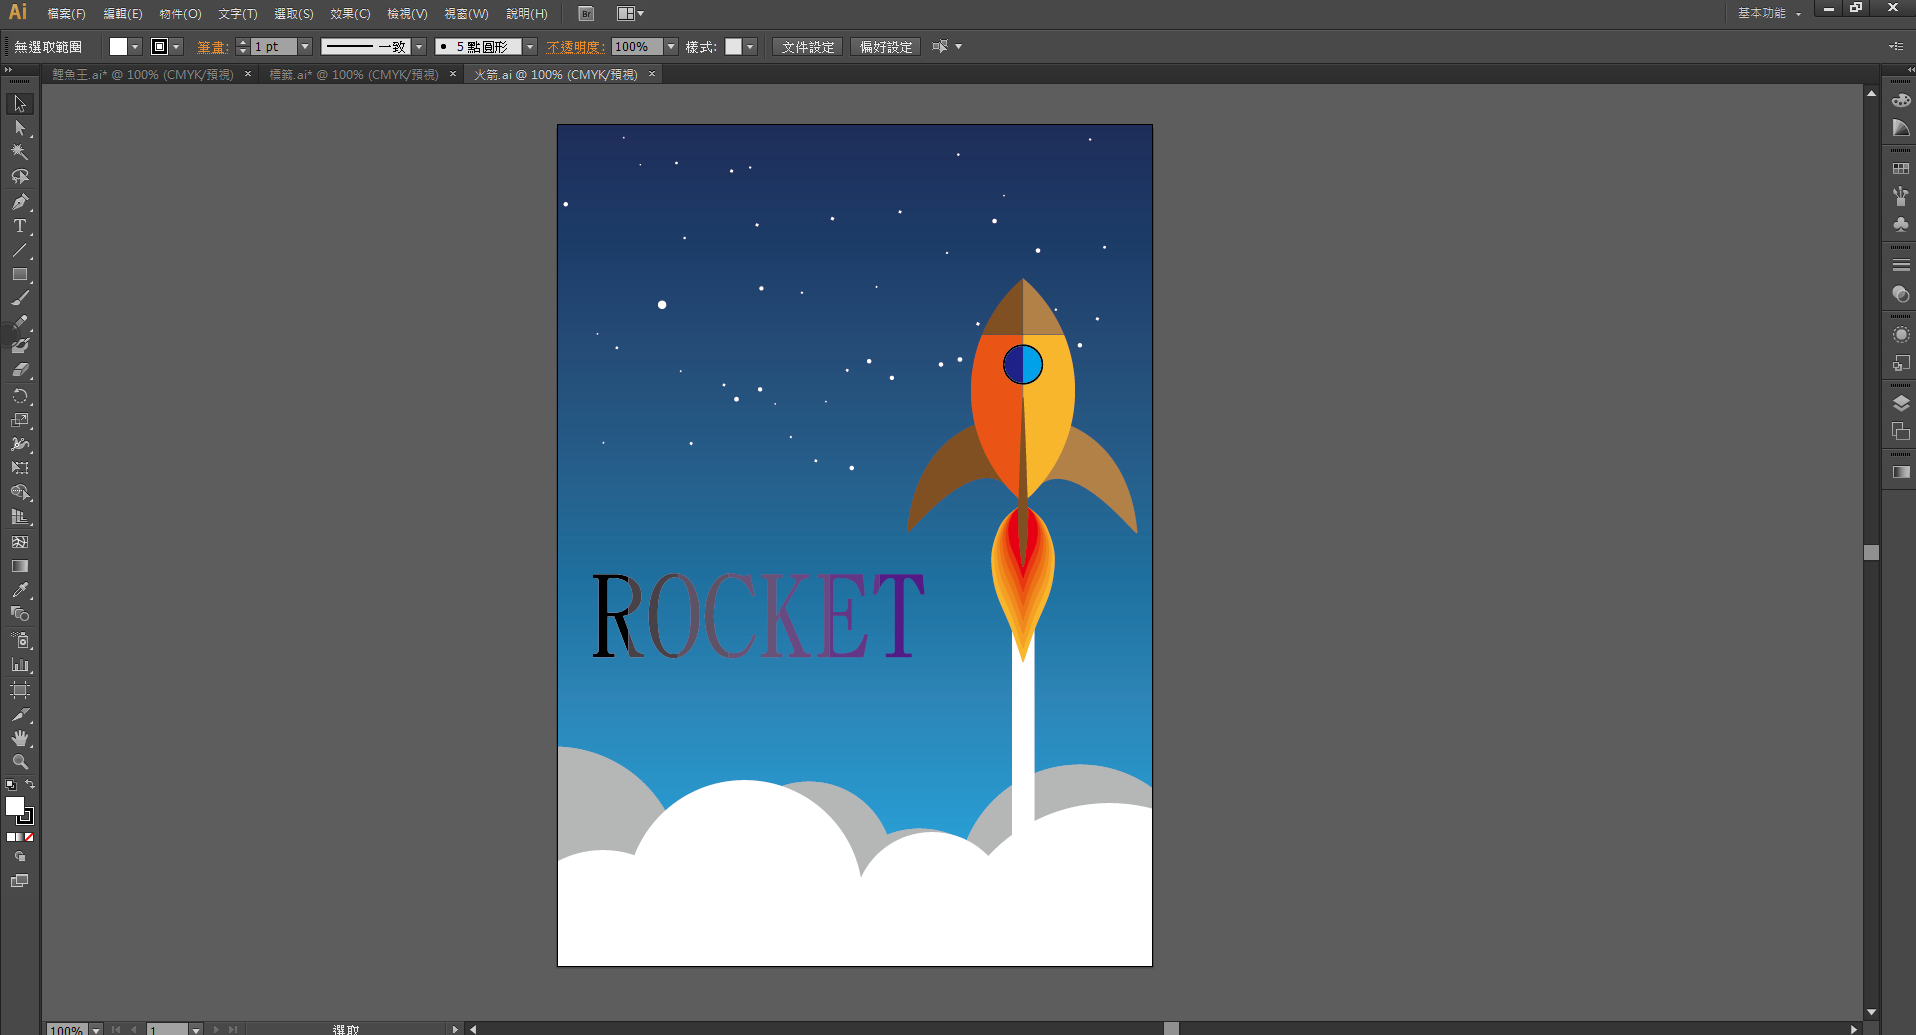 Ai 檔案(F) 編輯(E) 物件(O) 文字(T) 選取(S) 效果(C) 檢視(V) 視窗(W) 說明(H) Br 基本功能
無選取範圍 筆畫: 1 pt 一致 5 點圓形 不透明度: 100% 樣式: 文件設定 偏好設定
鯉魚王.ai* @ 100% (CMYK/預視) × 標籤.ai* @ 100% (CMYK/預視) × 火箭.ai @ 100% (CMYK/預視) ×
T
ROCKET
100% 1 選取